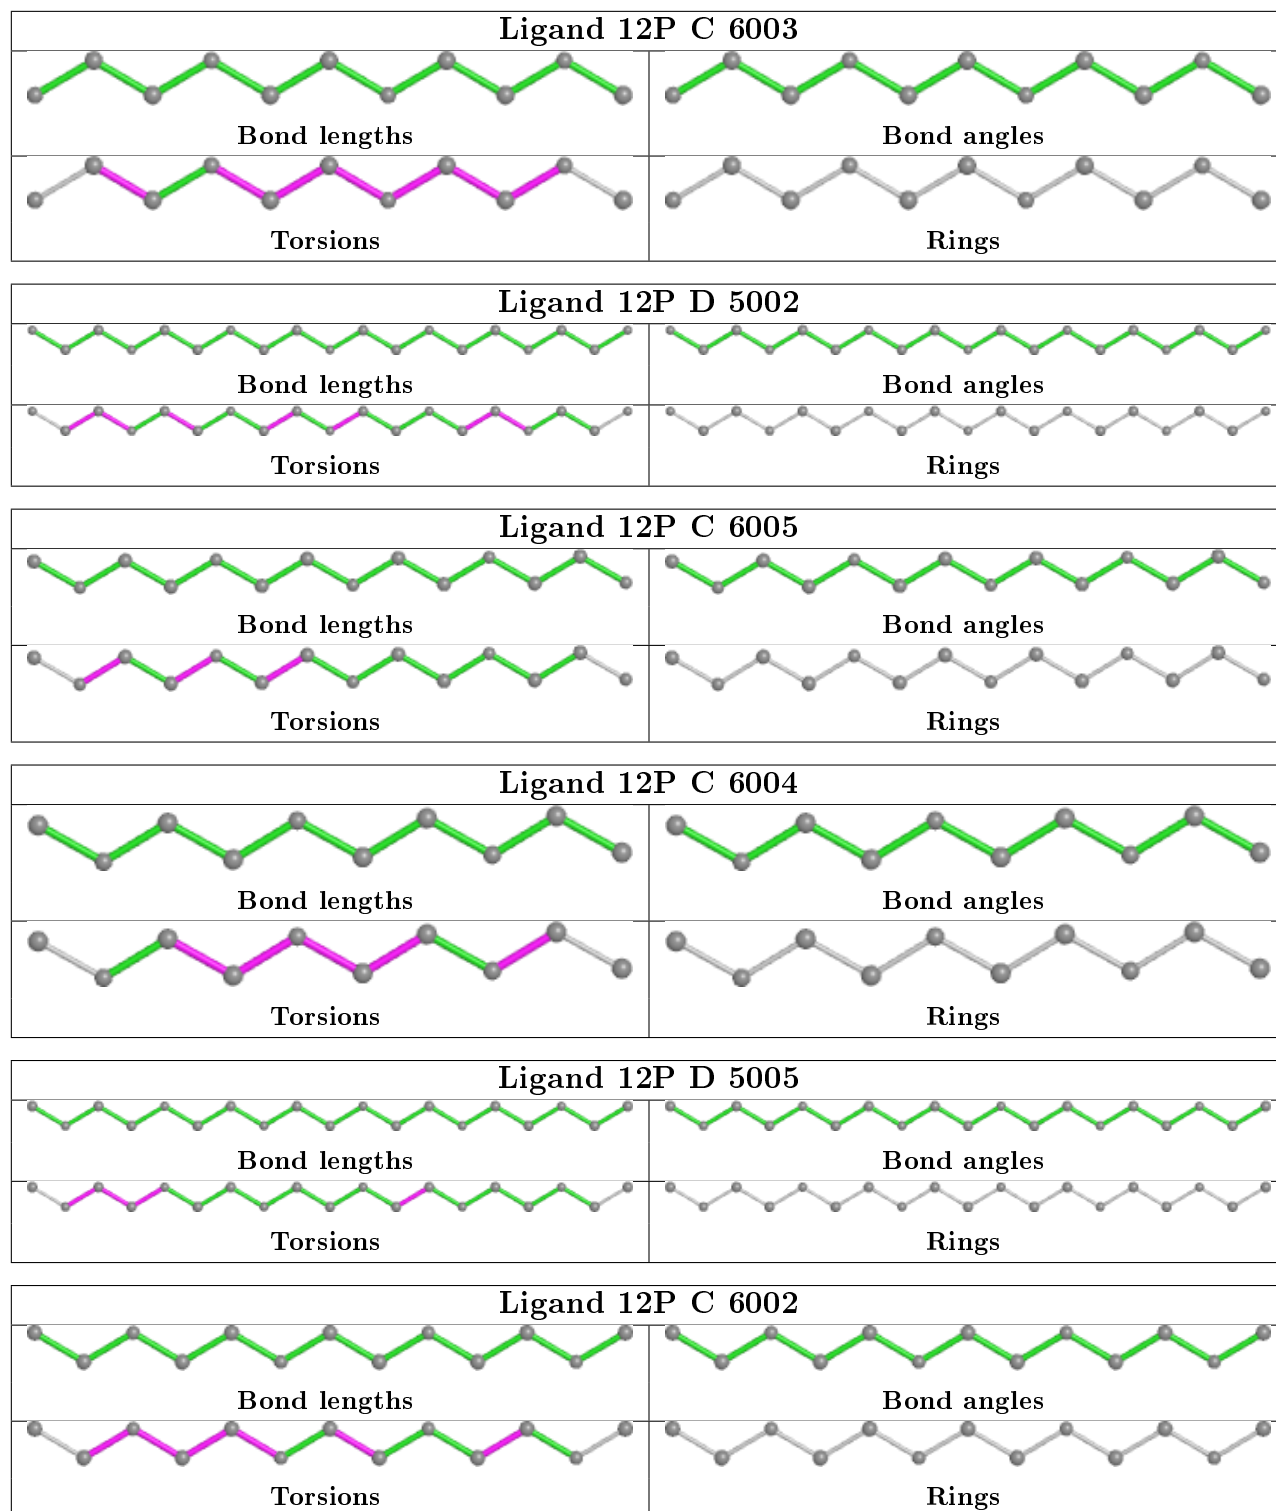 Ligand 12P C 6003
Bond lengths Bond angles
Torsions Rings
Ligand 12P D 5002
Bond lengths Bond angles
Torsions Rings
Ligand 12P C 6005
Bond lengths Bond angles
Torsions Rings
Ligand 12P C 6004
Bond lengths Bond angles
Torsions Rings
Ligand 12P D 5005
Bond lengths Bond angles
Torsions Rings
Ligand 12P C 6002
Bond lengths Bond angles
Torsions Rings